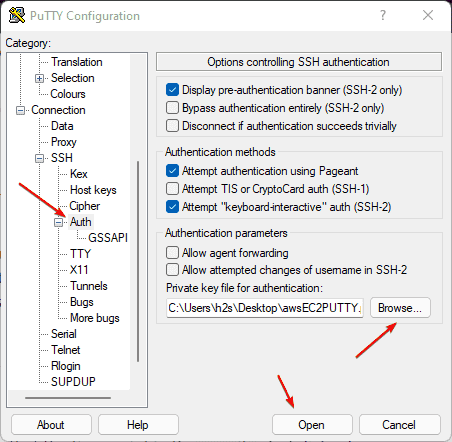 PuTTY Configuration
Category:
Translation
Selection
Colours
Connection
Data
Proxy
SSH
Kex
Host keys
Cipher
Auth
GSSAPI
TTY
X11
Tunnels
Bugs
More bugs
Serial
Telnet
Rlogin
SUPDUP
Options controlling SSH authentication
Display pre-authentication banner (SSH-2 only)
Bypass authentication entirely (SSH-2 only)
Disconnect if authentication succeeds trivially
Authentication methods
Attempt authentication using Pageant
Attempt TIS or CryptoCard auth (SSH-1)
Attempt "keyboard-interactive" auth (SSH-2)
Authentication parameters
Allow agent forwarding
Allow attempted changes of username in SSH-2
Private key file for authentication:
C:\Users\h2s\Desktop\awsEC2PUTTY. Browse...
About Help Open Cancel